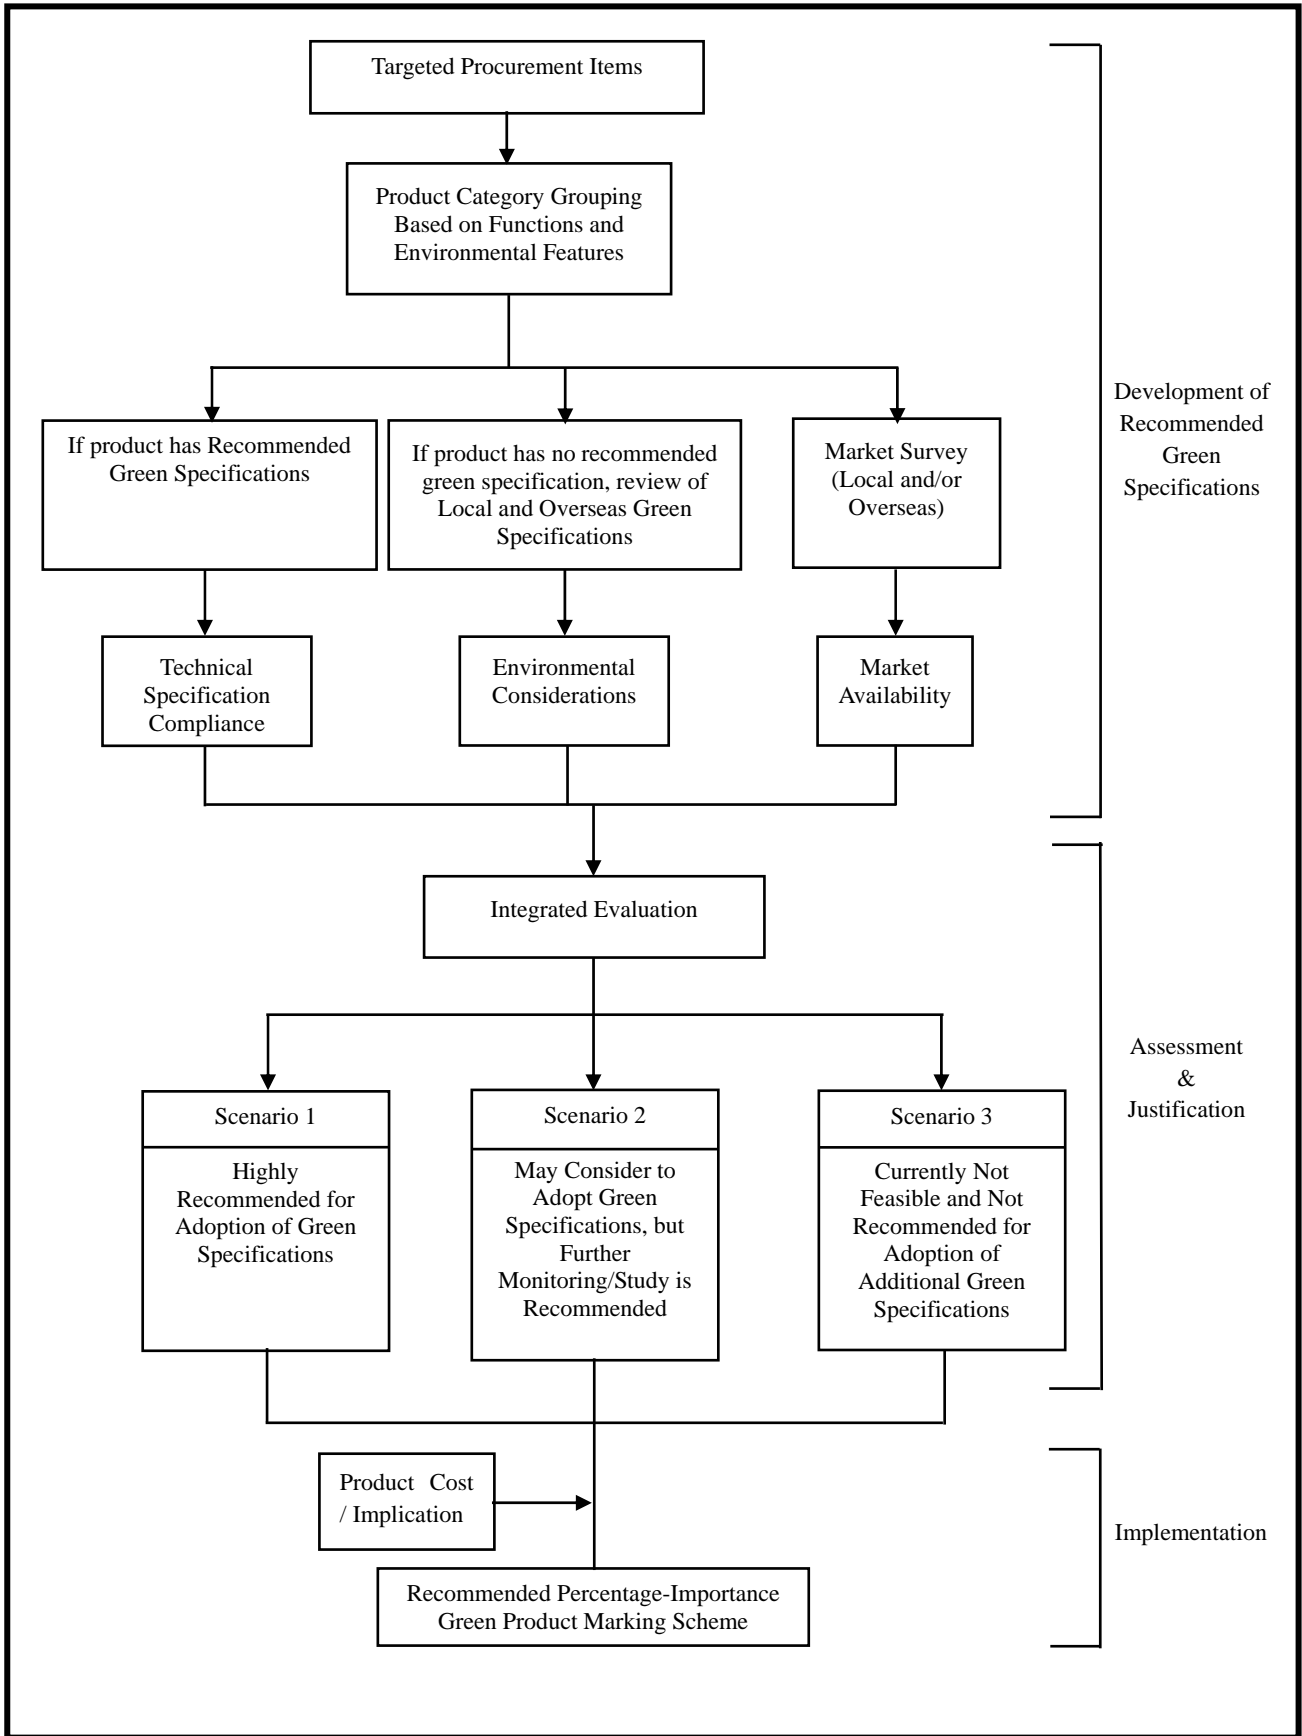 Targeted Procurement Items
Product Category Grouping
Based on Functions and
Environmental Features
If product has Recommended
Green Specifications
If product has no recommended
green specification, review of
Local and Overseas Green
Specifications
Market Survey
(Local and/or
Overseas)
Development of
Recommended
Green
Specifications
Technical
Specification
Compliance
Environmental
Considerations
Market
Availability
Integrated Evaluation
Scenario 1
Highly
Recommended for
Adoption of Green
Specifications
Scenario 2
May Consider to
Adopt Green
Specifications, but
Further
Monitoring/Study is
Recommended
Scenario 3
Currently Not
Feasible and Not
Recommended for
Adoption of
Additional Green
Specifications
Assessment
&
Justification
Product Cost
/ Implication
Implementation
Recommended Percentage-Importance
Green Product Marking Scheme